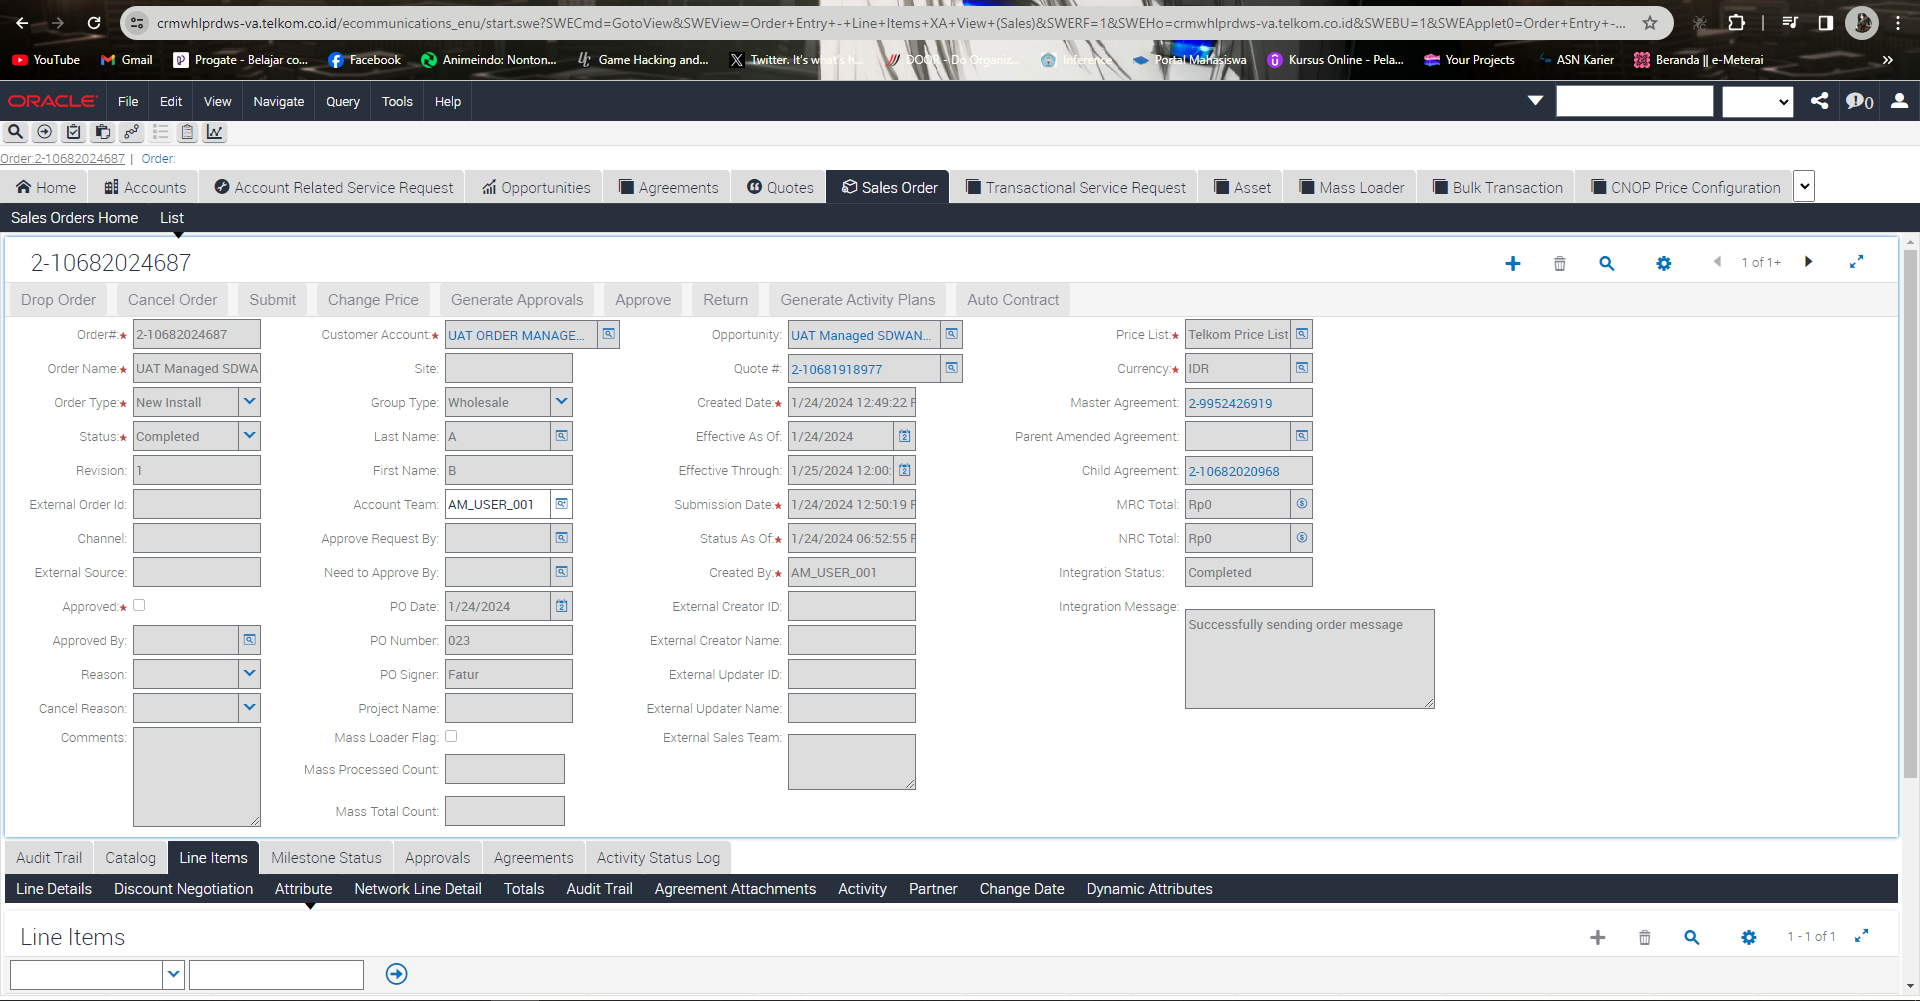 crmwhlprdws-va.telkom.co.id/ecommunications_enu/start.swe?SWECmd=GotoView&SWEView=Order+Entry+-+Line+Items+XA+View+(Sales)&SWERF=1&SWEHo=crmwhlprdws-va.telkom.co.id&SWEBU=1&SWEApplet0=Order+Entry+-...
YouTube Gmail Progate - Belajar co... Facebook Animeindo: Nonton... Game Hacking and... Twitter. It's what's h... DOOR - Do Organiz... Inference Portal Mahasiswa Kursus Online - Pela... Your Projects ASN Karier Beranda || e-Meterai
ORACLE File Edit View Navigate Query Tools Help 0
Order:2-10682024687 | Order:
Home Accounts Account Related Service Request Opportunities Agreements Quotes Sales Order Transactional Service Request Asset Mass Loader Bulk Transaction CNOP Price Configuration
Sales Orders Home List
2-10682024687 1 of 1+
Drop Order Cancel Order Submit Change Price Generate Approvals Approve Return Generate Activity Plans Auto Contract
Order#:★ 2-10682024687 Customer Account:★ UAT ORDER MANAGE... Opportunity: UAT Managed SDWAN... Price List:★ Telkom Price List
Order Name:★ UAT Managed SDWA Site: Quote #: 2-10681918977 Currency:★ IDR
Order Type:★ New Install Group Type: Wholesale Created Date:★ 1/24/2024 12:49:22 P Master Agreement: 2-9952426919
Status:★ Completed Last Name: A Effective As Of: 1/24/2024 Parent Amended Agreement:
Revision: 1 First Name: B Effective Through: 1/25/2024 12:00: Child Agreement: 2-10682020968
External Order Id: Account Team: AM_USER_001 Submission Date:★ 1/24/2024 12:50:19 P MRC Total: Rp0
Channel: Approve Request By: Status As Of:★ 1/24/2024 06:52:55 P NRC Total: Rp0
External Source: Need to Approve By: Created By:★ AM_USER_001 Integration Status: Completed
Approved:★ PO Date: 1/24/2024 External Creator ID: Integration Message:
Successfully sending order message
Approved By: PO Number: 023 External Creator Name:
Reason: PO Signer: Fatur External Updater ID:
Cancel Reason: Project Name: External Updater Name:
Comments: Mass Loader Flag: External Sales Team:
Mass Processed Count:
Mass Total Count:
Audit Trail Catalog Line Items Milestone Status Approvals Agreements Activity Status Log
Line Details Discount Negotiation Attribute Network Line Detail Totals Audit Trail Agreement Attachments Activity Partner Change Date Dynamic Attributes
Line Items 1 - 1 of 1